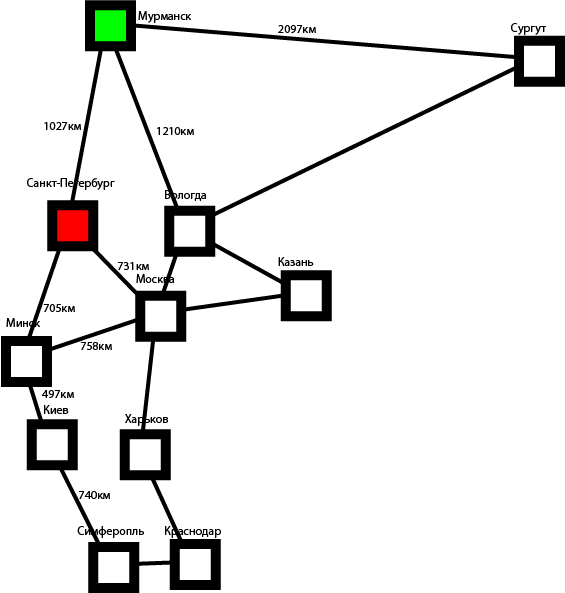 Мурманск
Сургут
2097км
1027км
1210км
Санкт-Петербург
Вологда
731км
Москва
Казань
705км
Минск
758км
497км
Киев
Харьков
740км
Симферопль
Краснодар